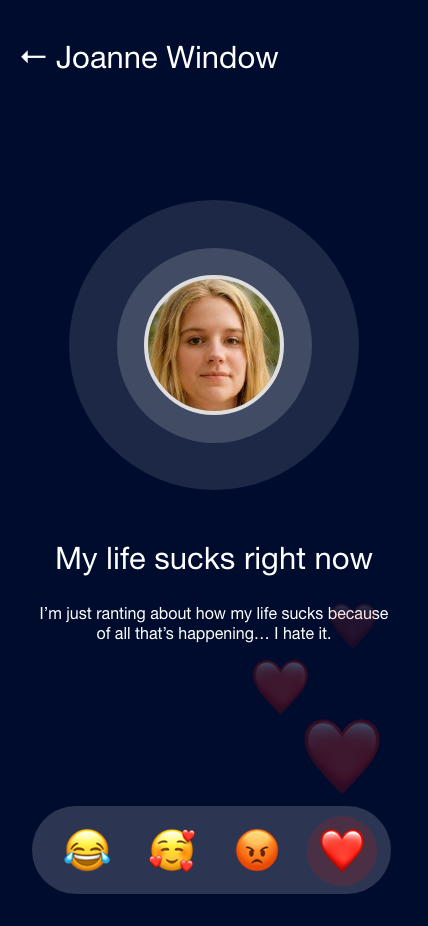 Joanne Window
My life sucks right now
I’m just ranting about how my life sucks because
of all that’s happening… I hate it.